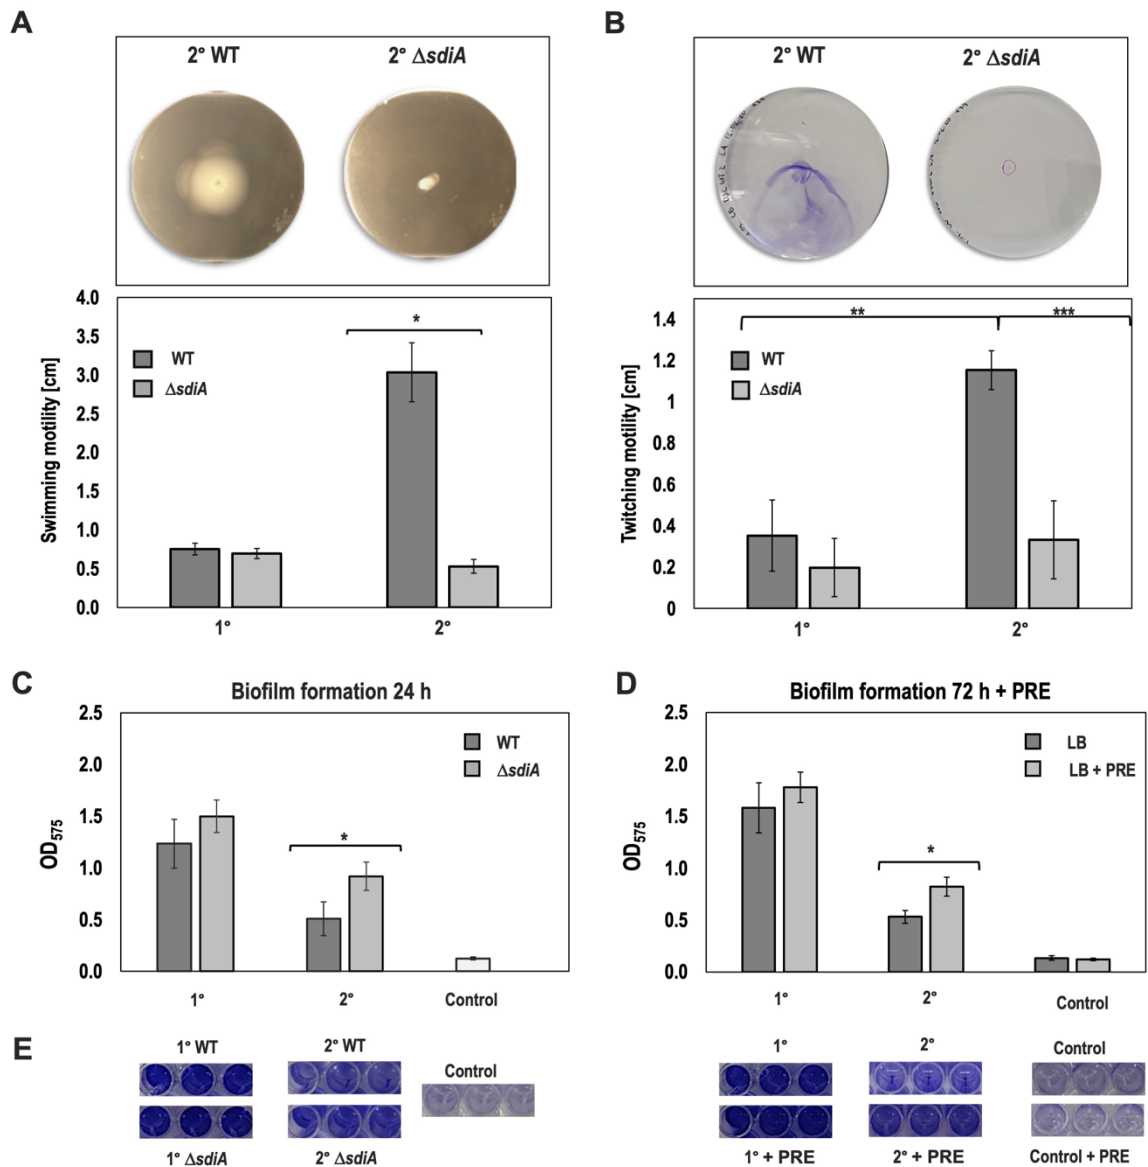 A
2° WT
2° ΔsdiA
Swimming motility [cm]
4.0
3.5
3.0
2.5
2.0
1.5
1.0
0.5
0.0
*
WT
ΔsdiA
1°
2°
B
2° WT
2° ΔsdiA
Twitching motility [cm]
1.4
1.2
1
0.8
0.6
0.4
0.2
0
**
***
WT
ΔsdiA
1°
2°
C
Biofilm formation 24 h
OD575
2.5
2.0
1.5
1.0
0.5
0.0
WT
ΔsdiA
*
1°
2°
Control
D
Biofilm formation 72 h + PRE
OD575
2.5
2.0
1.5
1.0
0.5
0.0
LB
LB + PRE
*
1°
2°
Control
E
1° WT
2° WT
Control
1° ΔsdiA
2° ΔsdiA
1°
2°
Control
1° + PRE
2° + PRE
Control + PRE